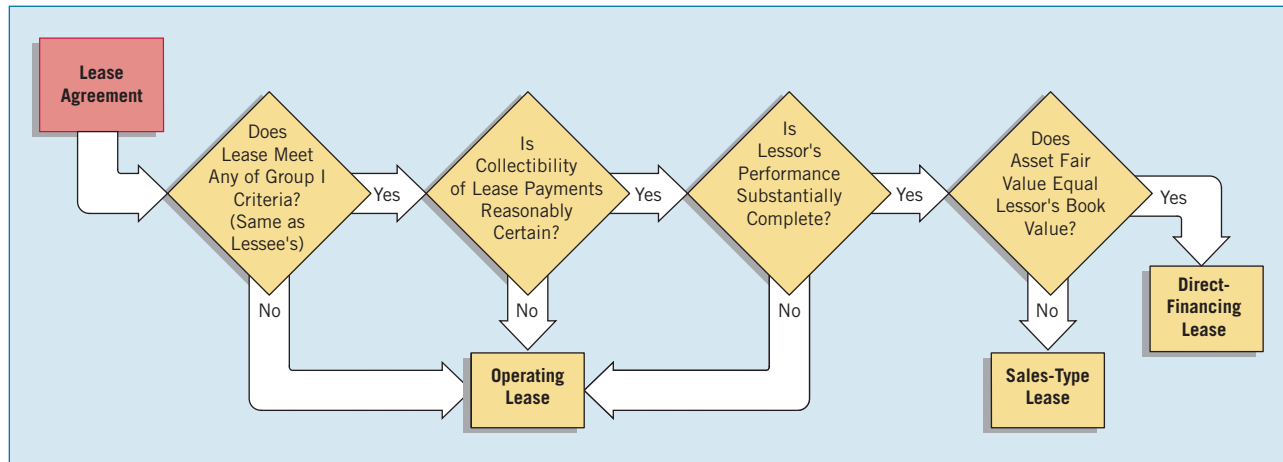 Lease
Agreement
Does
Lease Meet
Any of Group I
Criteria?
(Same as
Lessee's)
Yes
No
Is
Collectibility
of Lease Payments
Reasonably
Certain?
Yes
No
Is
Lessor's
Performance
Substantially
Complete?
Yes
No
Does
Asset Fair
Value Equal
Lessor's Book
Value?
Yes
No
Operating
Lease
Sales-Type
Lease
Direct-
Financing
Lease